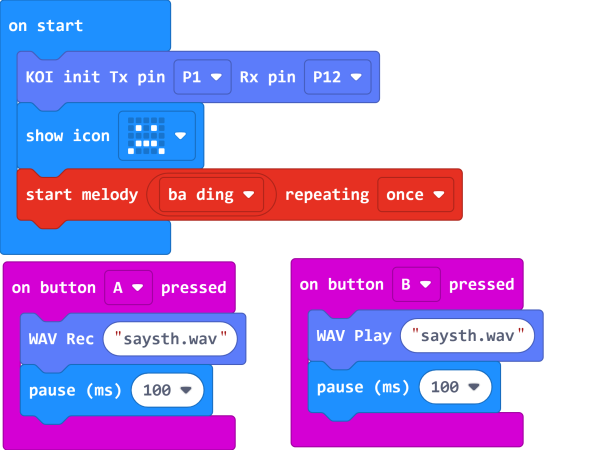 on start
KOI init Tx pin P1 Rx pin P12
show icon
start melody ba ding repeating once
on button A pressed
WAV Rec "saysth.wav"
pause (ms) 100
on button B pressed
WAV Play "saysth.wav"
pause (ms) 100